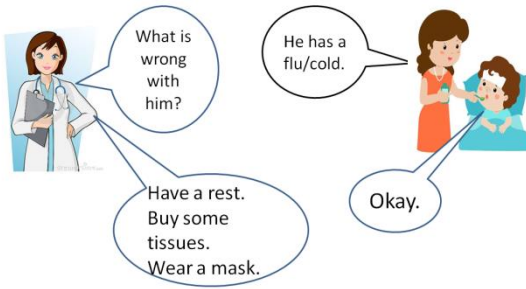 What is
wrong
with
him?
He has a
flu/cold.
Have a rest.
Buy some
tissues.
Wear a mask.
Okay.